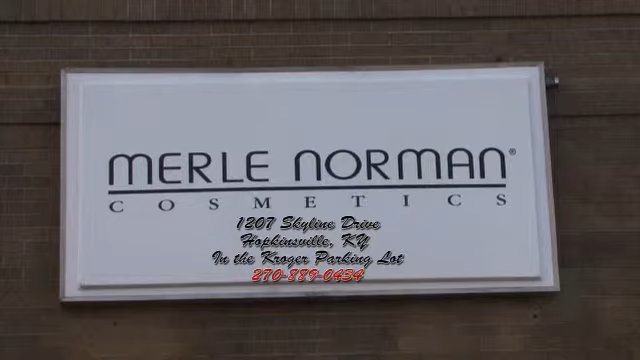 MERLE NORMAN®
COSMETICS
1207 Skyline Drive
Hopkinsville, KY
In the Kroger Parking Lot
270-889-0434